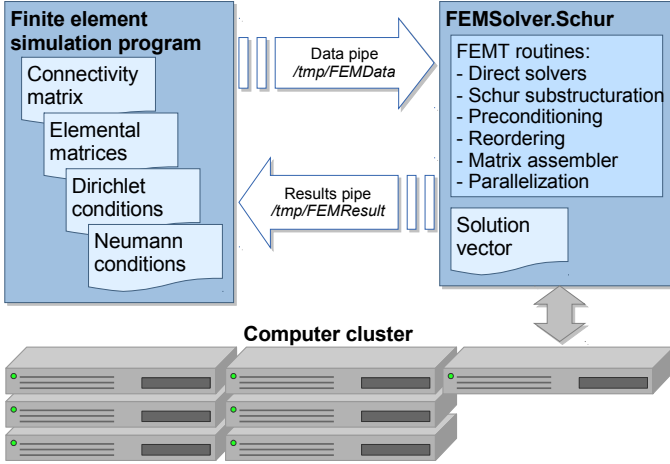 Finite element
simulation program
Connectivity
matrix
Elemental
matrices
Dirichlet
conditions
Neumann
conditions
Data pipe
/tmp/FEMData
Results pipe
/tmp/FEMResult
FEMSolver.Schur
FEMT routines:
- Direct solvers
- Schur substructuration
- Preconditioning
- Reordering
- Matrix assembler
- Parallelization
Solution
vector
Computer cluster